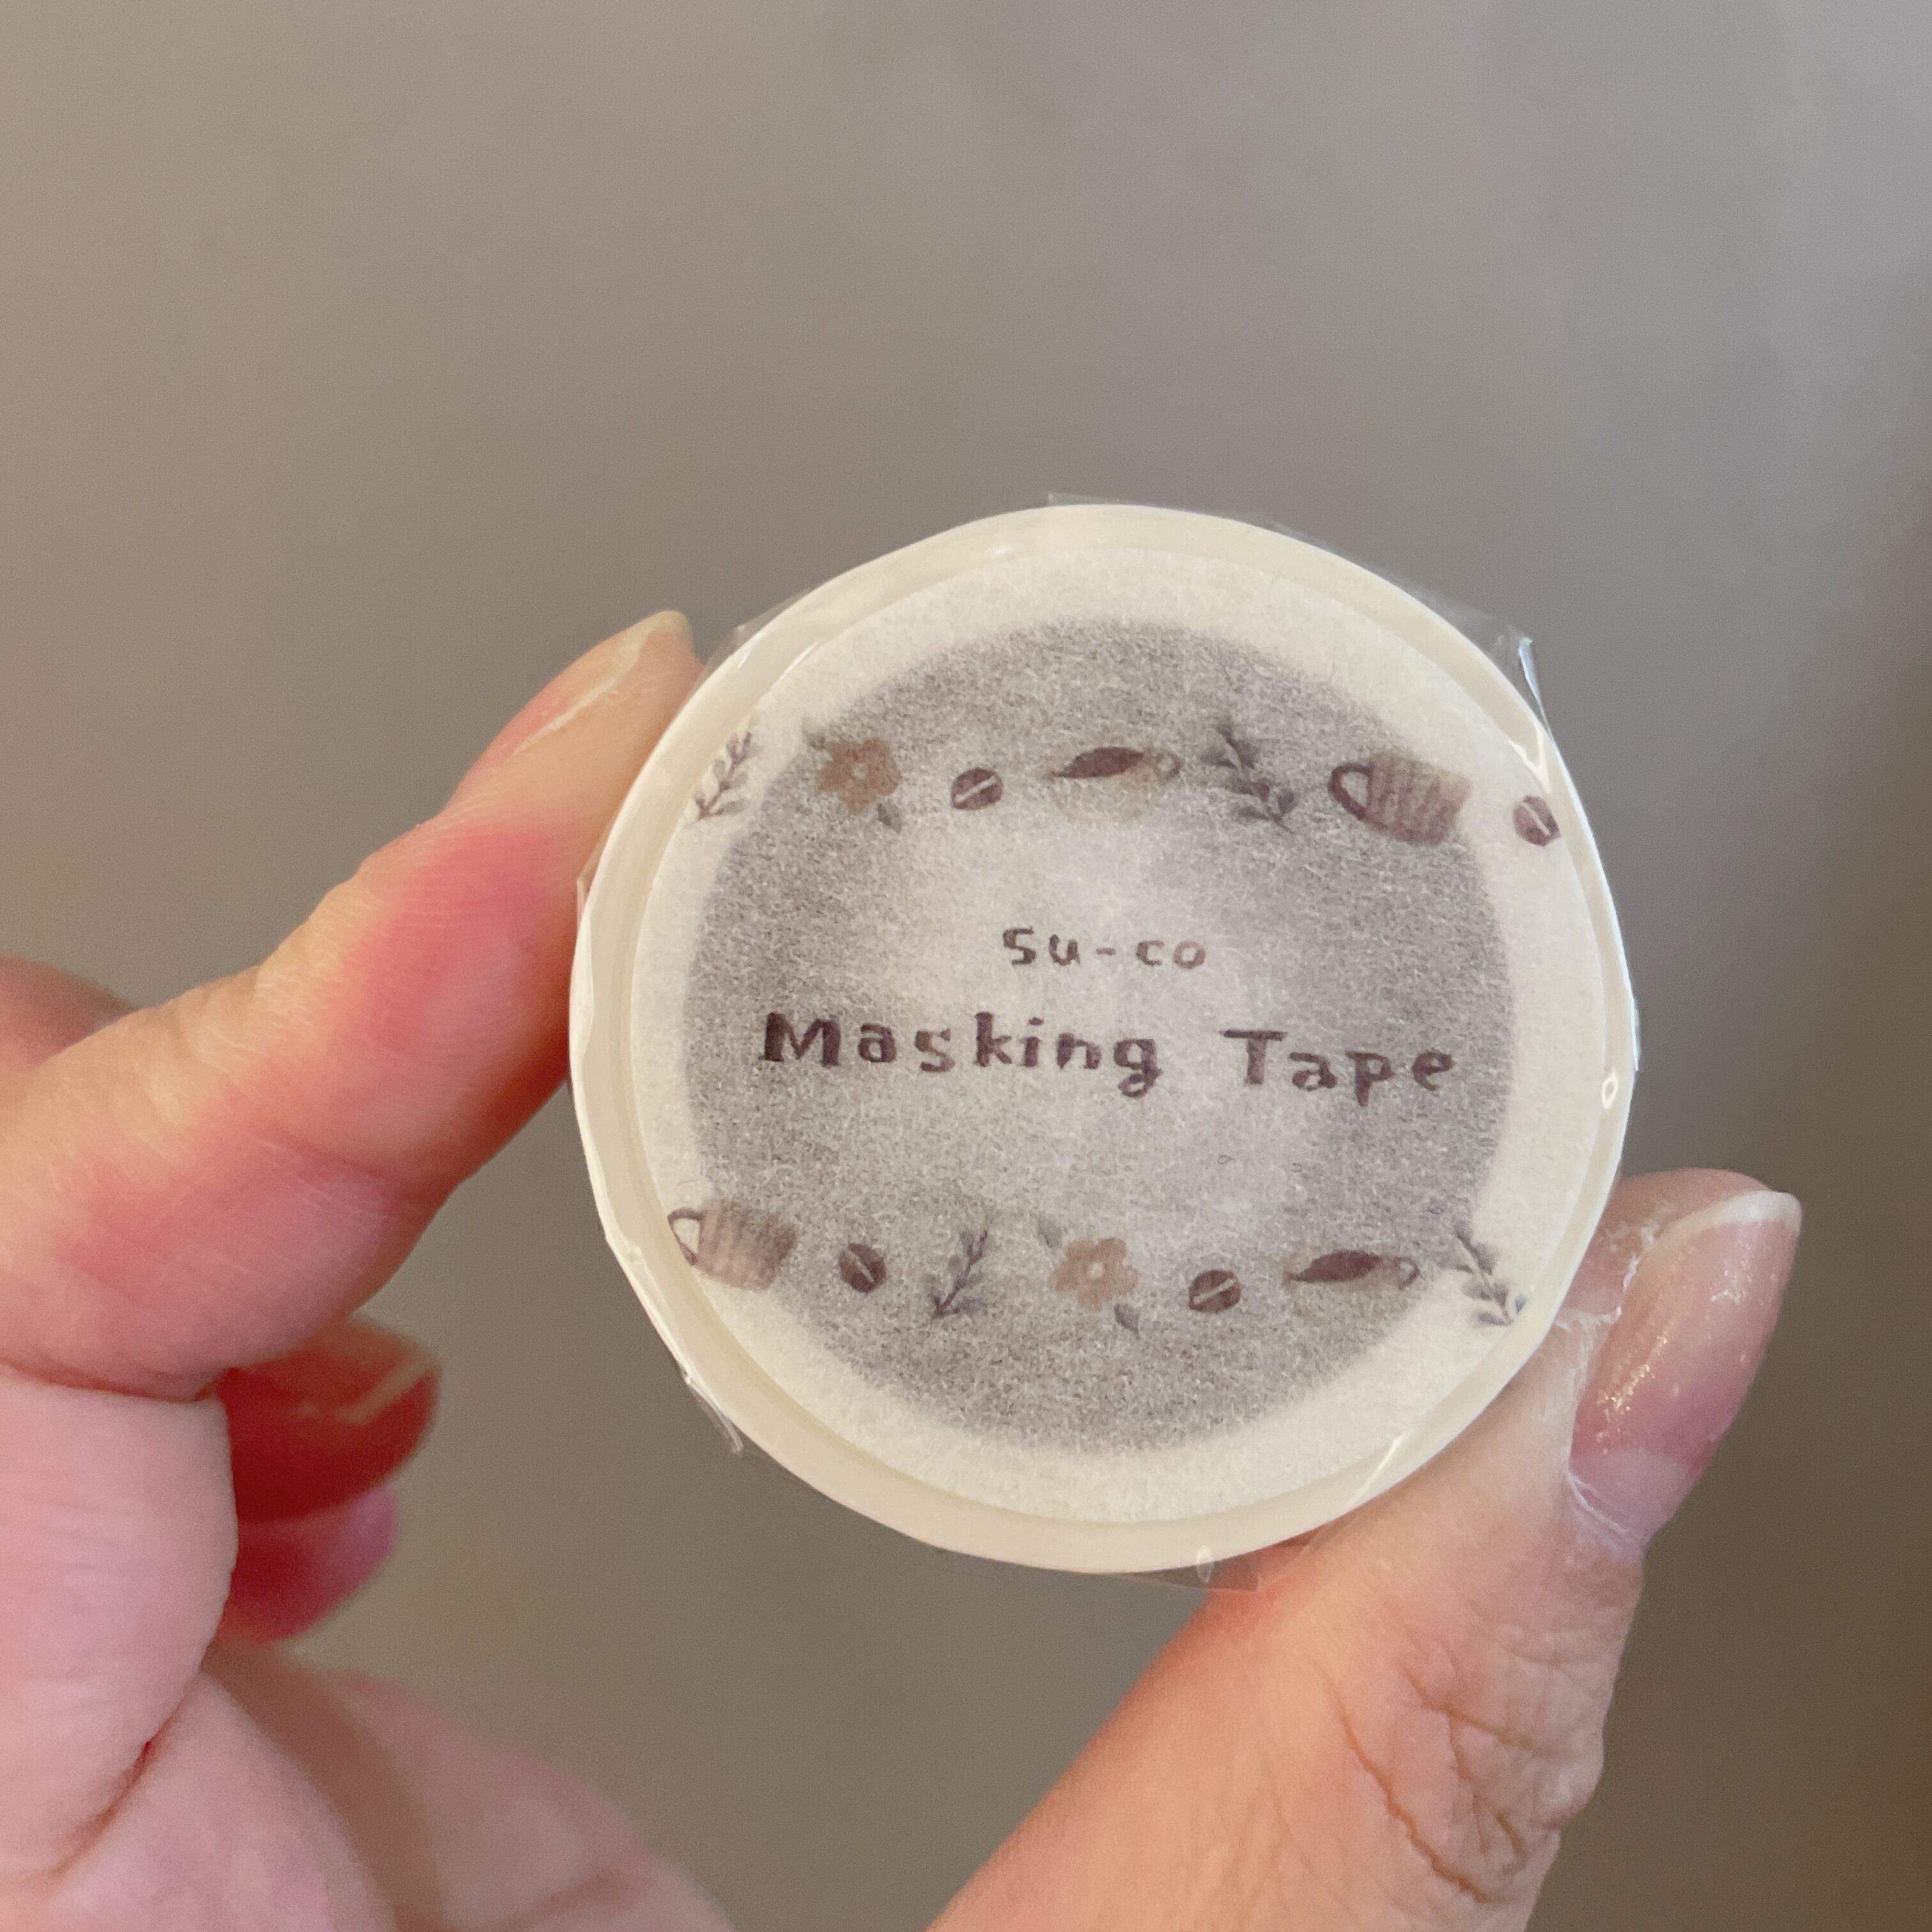 su-co
Masking Tape